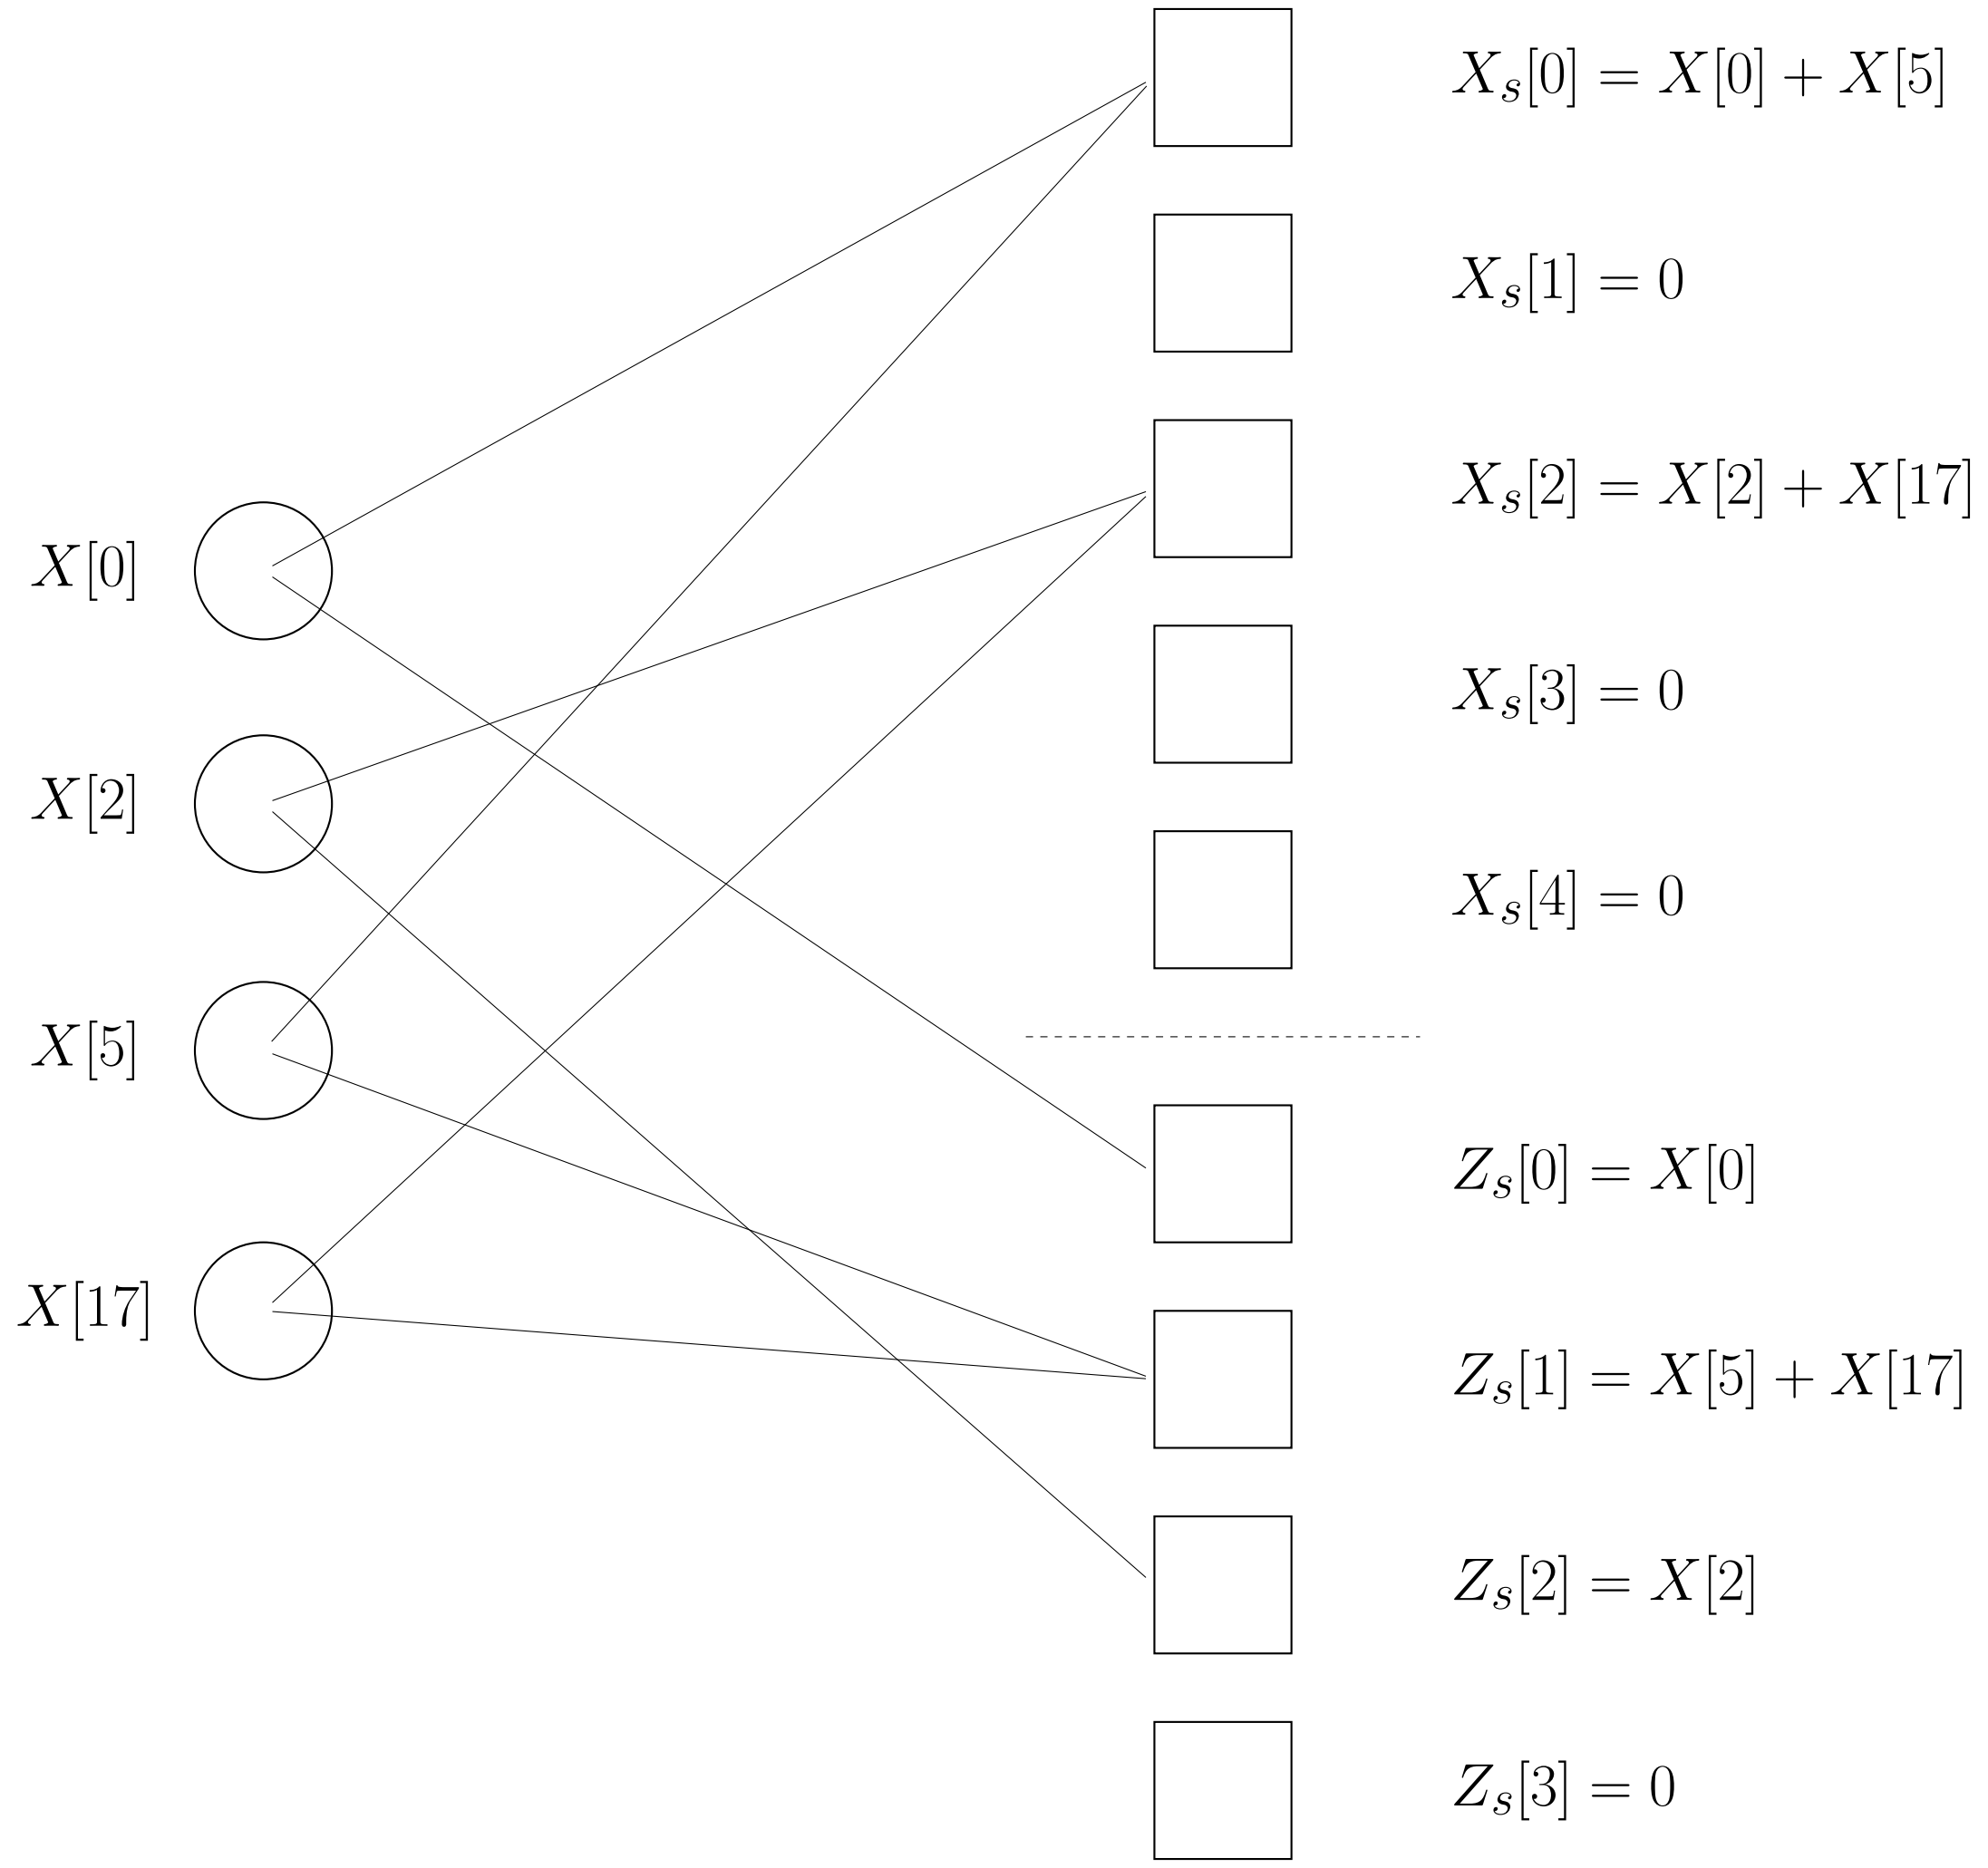 X_s[0] = X[0] + X[5]
X_s[1] = 0
X_s[2] = X[2] + X[17]
X[0]
X_s[3] = 0
X[2]
X_s[4] = 0
X[5]
Z_s[0] = X[0]
X[17]
Z_s[1] = X[5] + X[17]
Z_s[2] = X[2]
Z_s[3] = 0